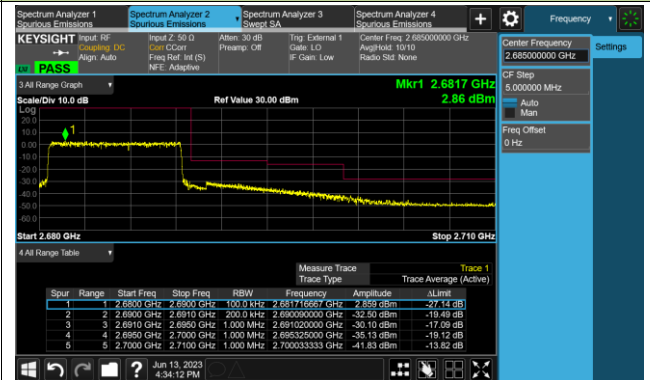 Spectrum Analyzer 1
Spurious Emissions
Spectrum Analyzer 2
Spurious Emissions
Spectrum Analyzer 3
Swept SA
Spectrum Analyzer 4
Spurious Emissions
Frequency
KEYSIGHT
PASS
Input: RF
Coupling: DC
Align: Auto
Input Z: 50 Ω
Corr CCorr
Freq Ref: Int (S)
NFE: Adaptive
Atten: 30 dB
Preamp: Off
Trig: External 1
Gate: LO
IF Gain: Low
Center Freq: 2.685000000 GHz
Avg|Hold: 10/10
Radio Std: None
Center Frequency
2.685000000 GHz
Settings
CF Step
5.000000 MHz
Auto
Man
Freq Offset
0 Hz
3 All Range Graph
Mkr1 2.6817 GHz
2.86 dBm
Scale/Div 10.0 dB
Ref Value 30.00 dBm
Log
20.0
10.0
0.00
-10.0
-20.0
-30.0
-40.0
-50.0
-60.0
1
Start 2.680 GHz
Stop 2.710 GHz
4 All Range Table
Measure Trace Trace 1
Trace Type Trace Average (Active)
Spur Range Start Freq Stop Freq RBW Frequency Amplitude ΔLimit
1 1 2.6800 GHz 2.6900 GHz 100.0 kHz 2.681716667 GHz 2.859 dBm -27.14 dB
2 2 2.6900 GHz 2.6910 GHz 200.0 kHz 2.690090000 GHz -32.50 dBm -19.49 dB
3 3 2.6910 GHz 2.6950 GHz 1.000 MHz 2.691020000 GHz -30.10 dBm -17.09 dB
4 4 2.6950 GHz 2.7000 GHz 1.000 MHz 2.695325000 GHz -35.13 dBm -19.12 dB
5 5 2.7000 GHz 2.7100 GHz 1.000 MHz 2.700033333 GHz -41.83 dBm -13.82 dB
Jun 13, 2023
4:34:12 PM